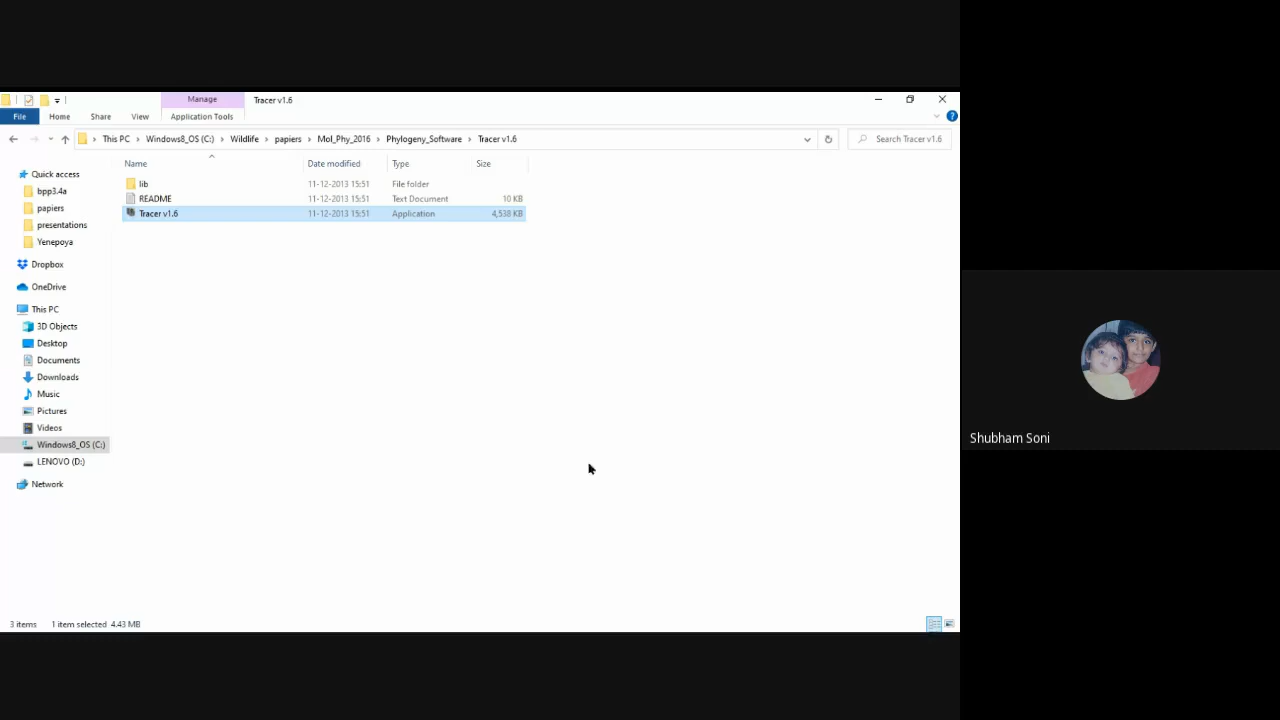 Manage
Tracer v1.6
File
Home
Share
View
Application Tools
This PC
Windows8_OS (C:)
Wildlife
papiers
Mol_Phy_2016
Phylogeny_Software
Tracer v1.6
Search Tracer v1.6
Name
Date modified
Type
Size
lib 11-12-2013 15:51 File folder
README 11-12-2013 15:51 Text Document 10 KB
Tracer v1.6 11-12-2013 15:51 Application 4,538 KB
Quick access
bpp3.4a
papiers
presentations
Yenepoya
Dropbox
OneDrive
This PC
3D Objects
Desktop
Documents
Downloads
Music
Pictures
Videos
Windows8_OS (C:)
LENOVO (D:)
Network
3 items 1 item selected 4.43 MB
Shubham Soni